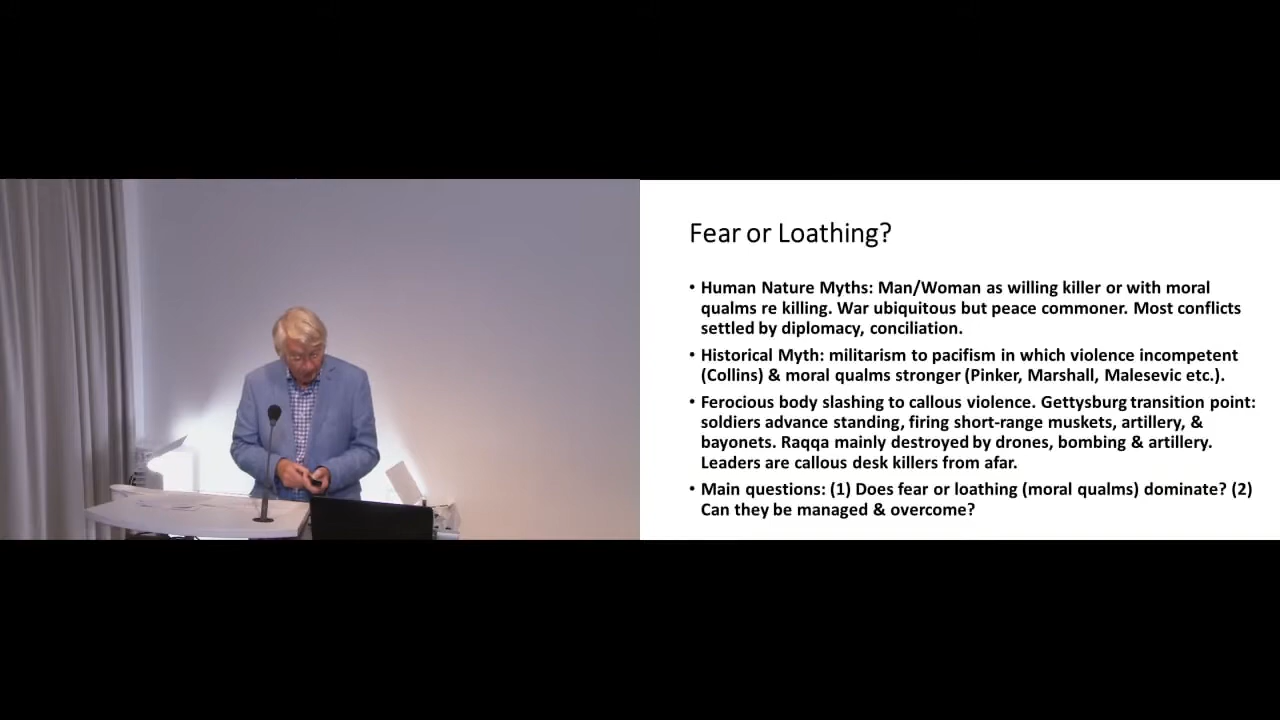 Fear or Loathing?
• Human Nature Myths: Man/Woman as willing killer or with moral
qualms re killing. War ubiquitous but peace commoner. Most conflicts
settled by diplomacy, conciliation.
• Historical Myth: militarism to pacifism in which violence incompetent
(Collins) & moral qualms stronger (Pinker, Marshall, Malesevic etc.).
• Ferocious body slashing to callous violence. Gettysburg transition point:
soldiers advance standing, firing short-range muskets, artillery, &
bayonets. Raqqa mainly destroyed by drones, bombing & artillery.
Leaders are callous desk killers from afar.
• Main questions: (1) Does fear or loathing (moral qualms) dominate? (2)
Can they be managed & overcome?